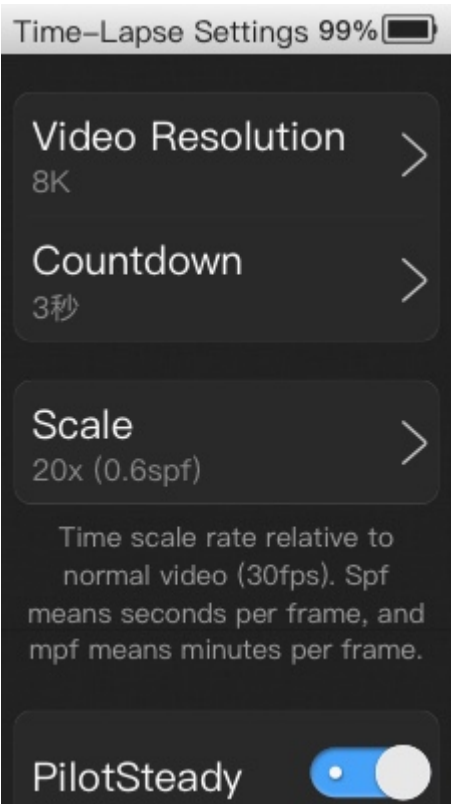 Time-Lapse Settings 99%
Video Resolution
8K
Countdown
3秒
Scale
20x (0.6spf)
Time scale rate relative to
normal video (30fps). Spf
means seconds per frame, and
mpf means minutes per frame.
PilotSteady